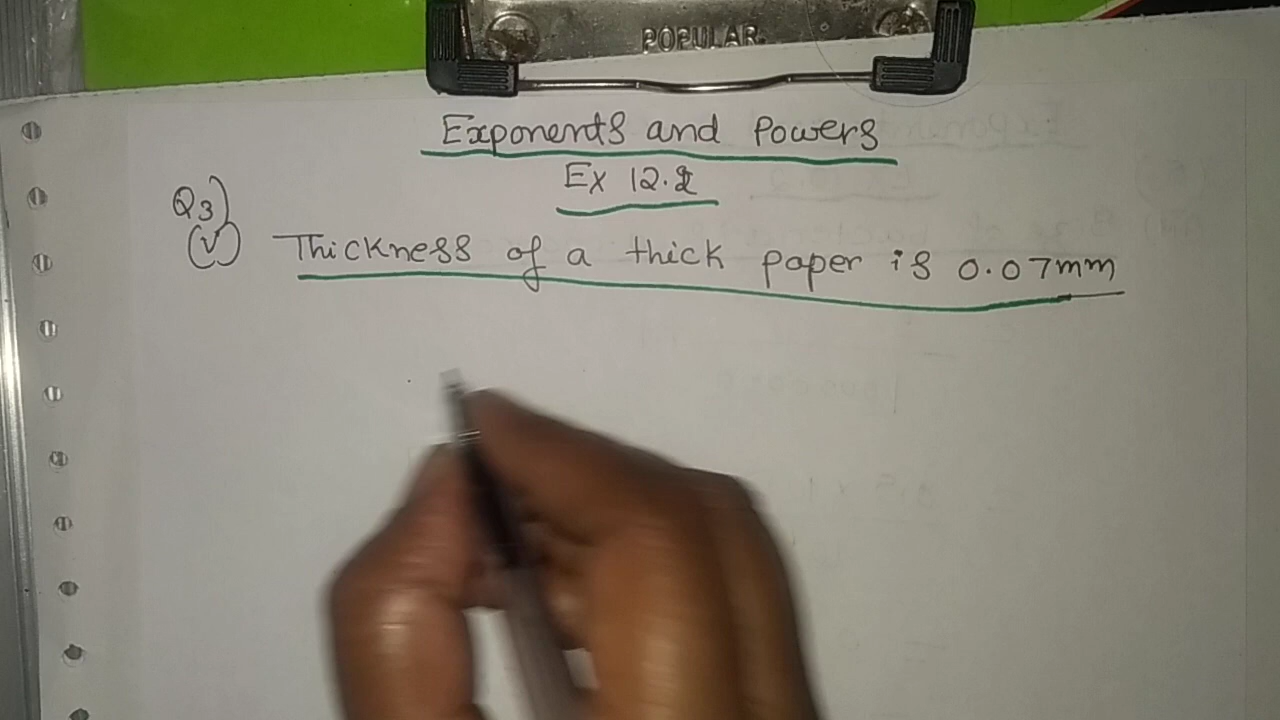 POPULAR
Exponents and Powers
Ex 12.2
Q3)
(v) Thickness of a thick paper is 0.07mm